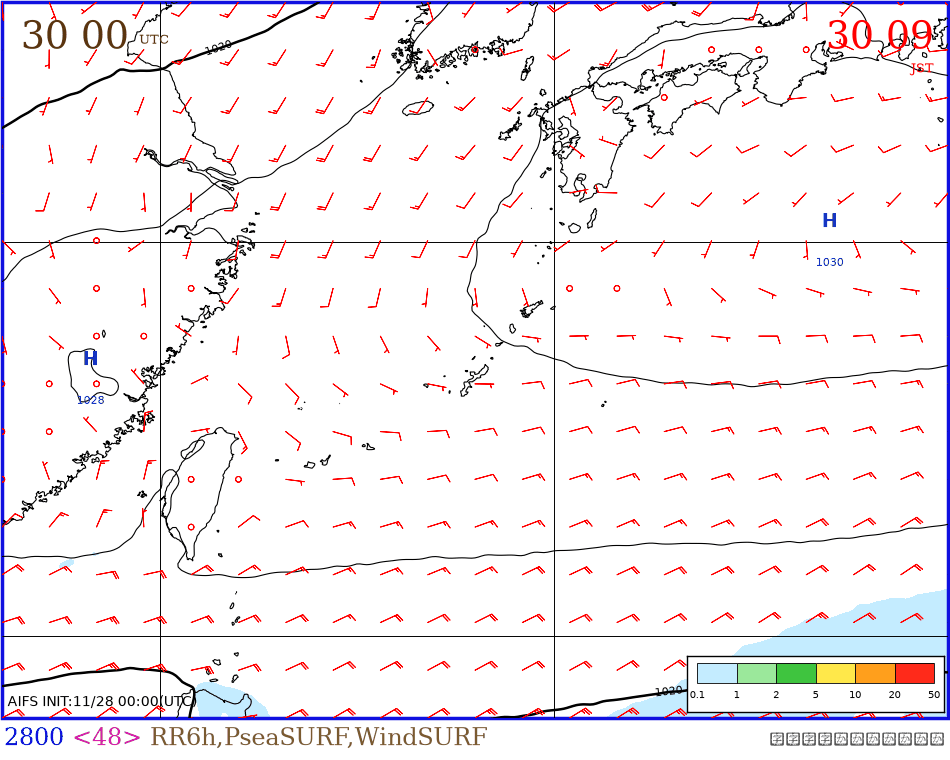 30 00 UTC
30 09 JST
1020
H
1030
H
1028
1020
0.1 1 2 5 10 20 50
AIFS INIT:11/28 00:00(UTC)
2800 <48> RR6h,PseaSURF,WindSURF